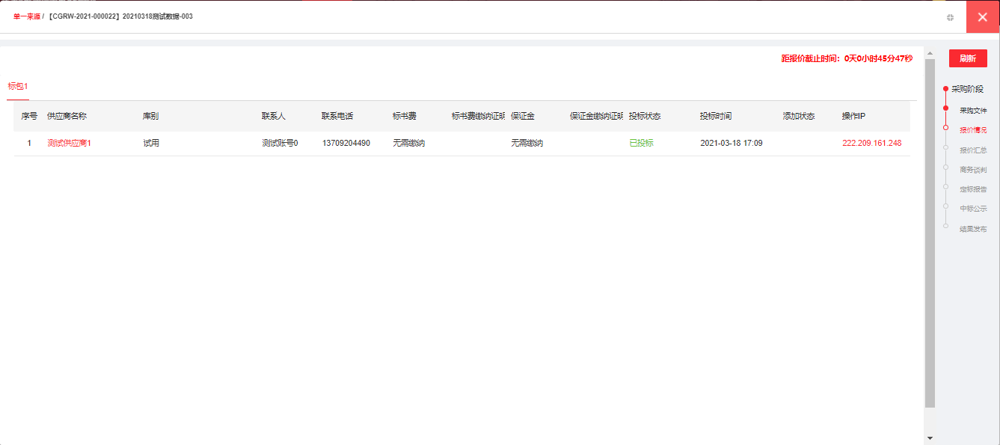 单一来源 / 【CGRW-2021-000022】20210318测试数据-003
距报价截止时间：0天0小时45分47秒
刷新
标包1
序号 供应商名称 库别 联系人 联系电话 标书费 标书费缴纳证明 保证金 保证金缴纳证明 投标状态 投标时间 添加状态 操作IP
1 测试供应商1 试用 测试账号0 13709204490 无需缴纳 无需缴纳 已投标 2021-03-18 17:09 222.209.161.248
采购阶段
采购文件
报价情况
报价汇总
商务谈判
定标报告
中标公示
结果发布